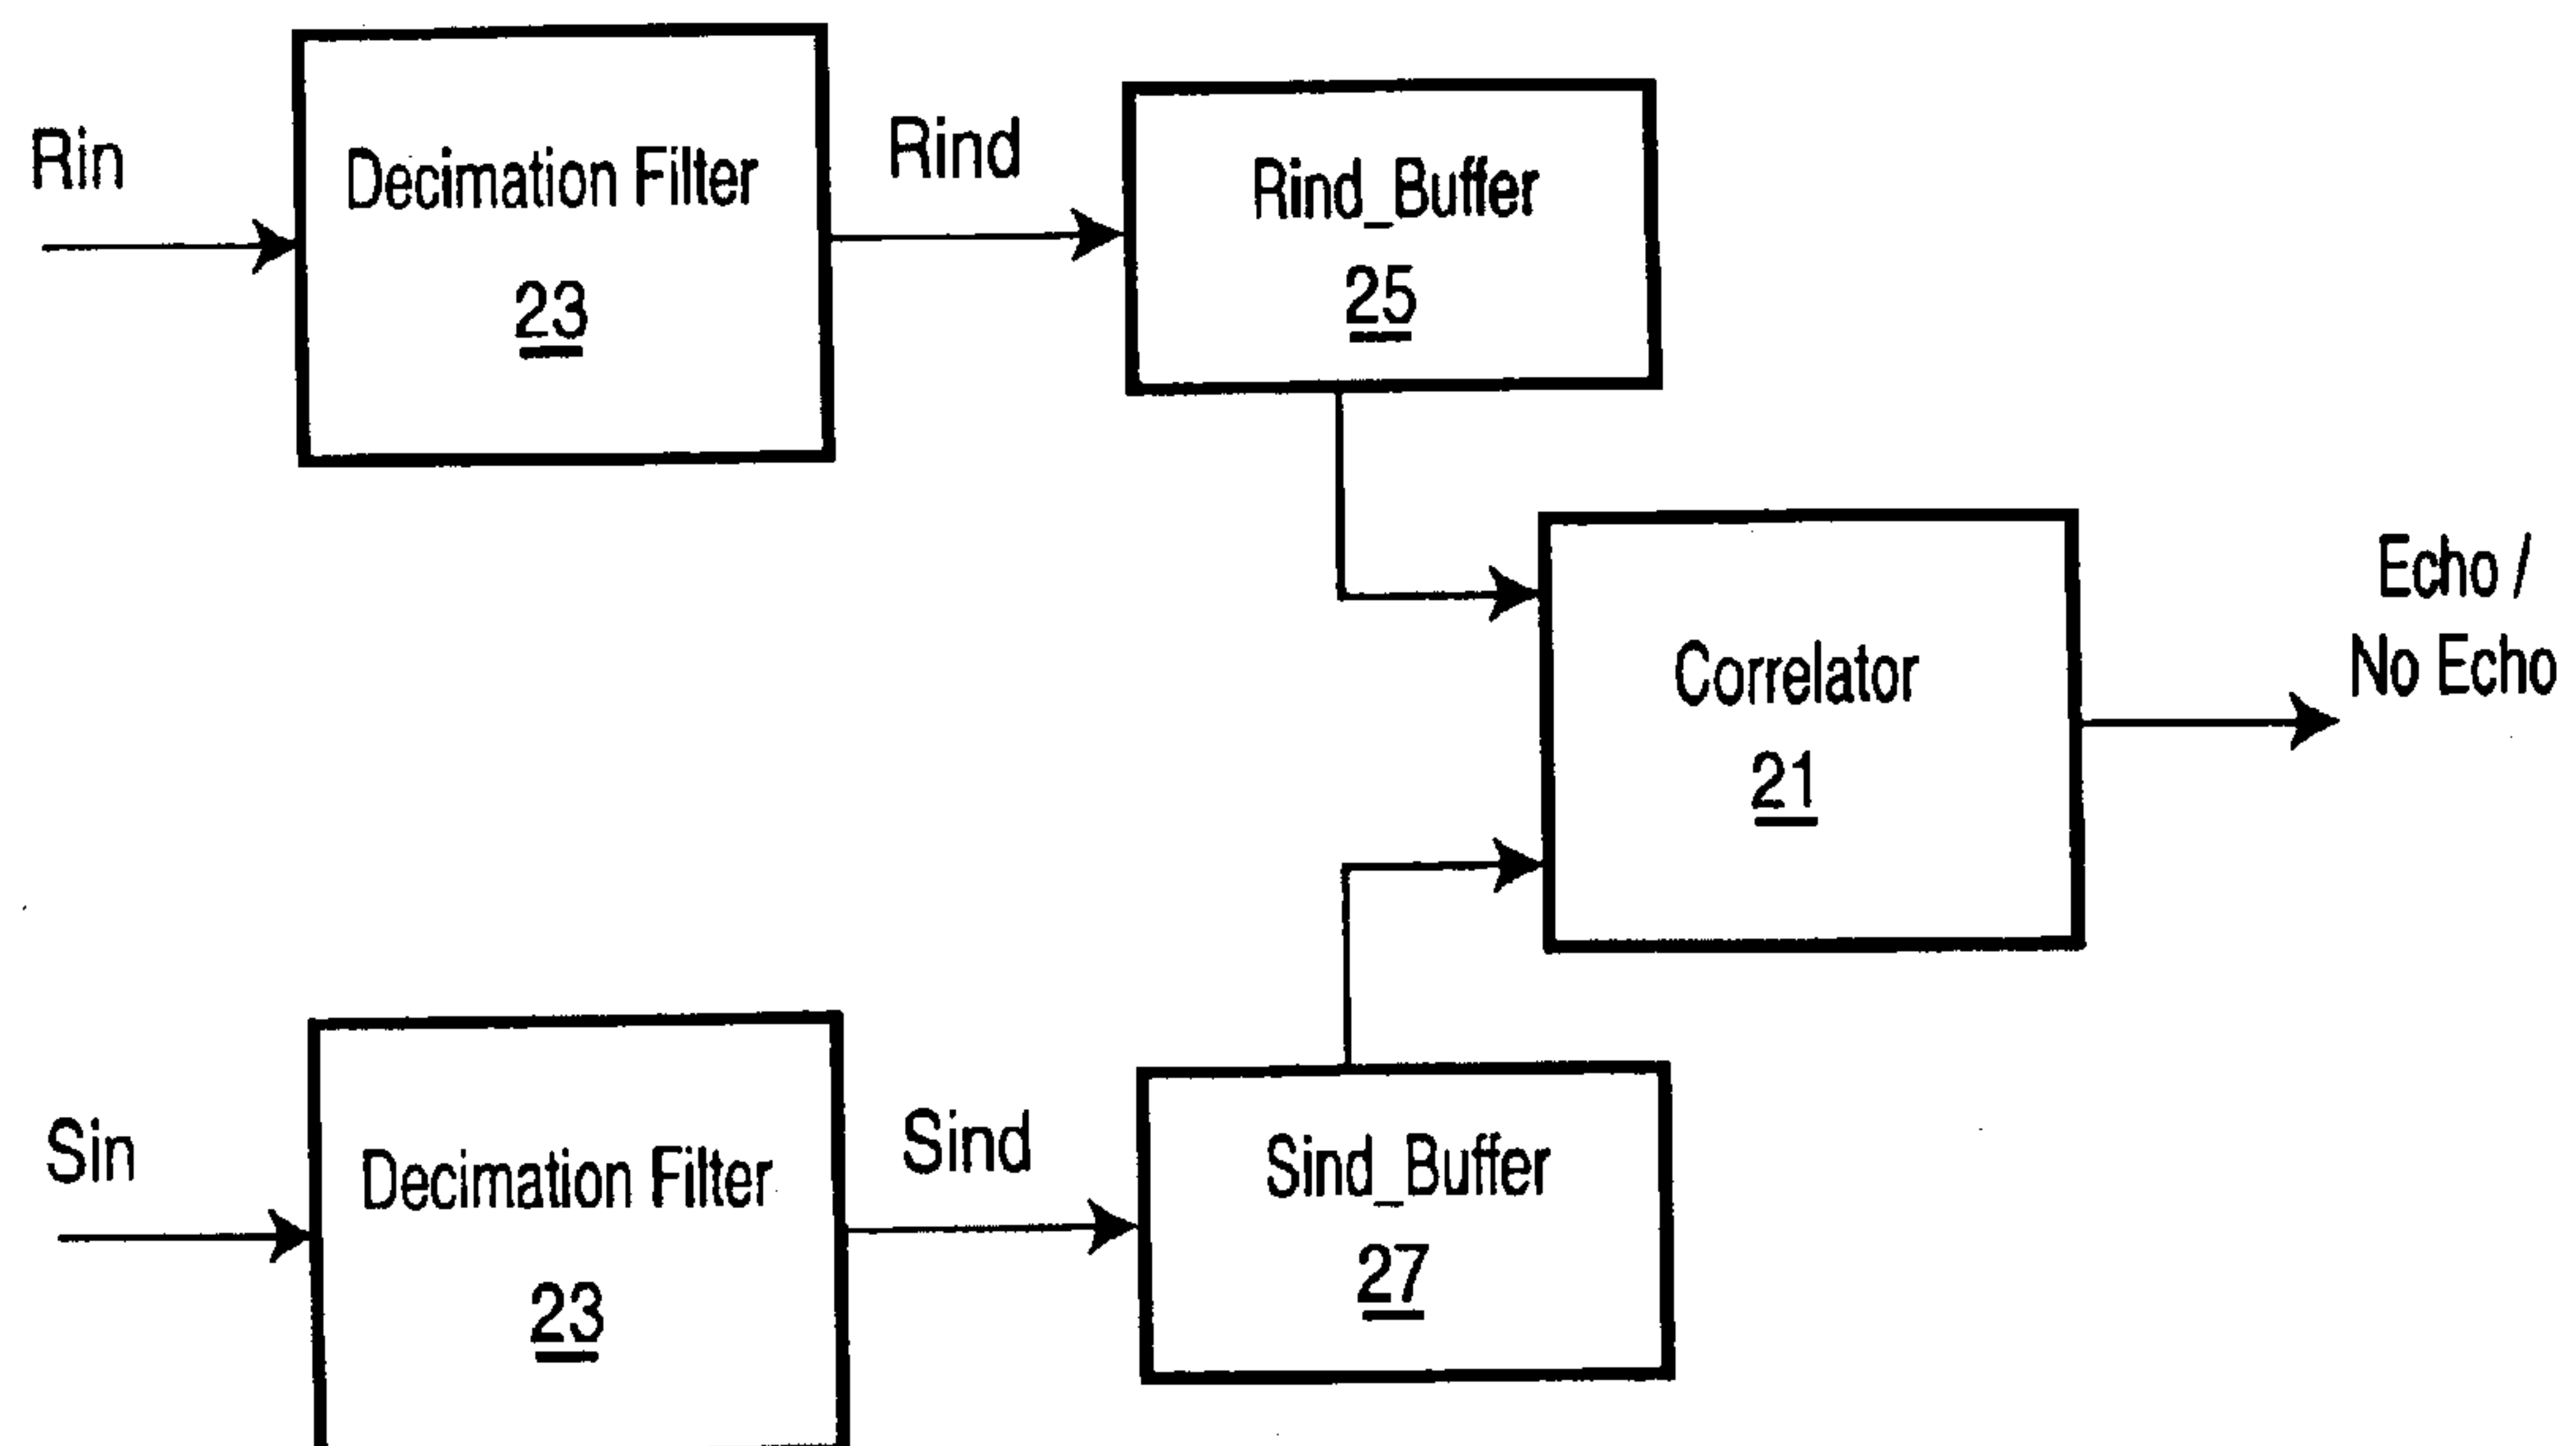 Rin
Decimation Filter
23
Rind
Rind_Buffer
25
Correlator
21
Echo /
No Echo
Sin
Decimation Filter
23
Sind
Sind_Buffer
27